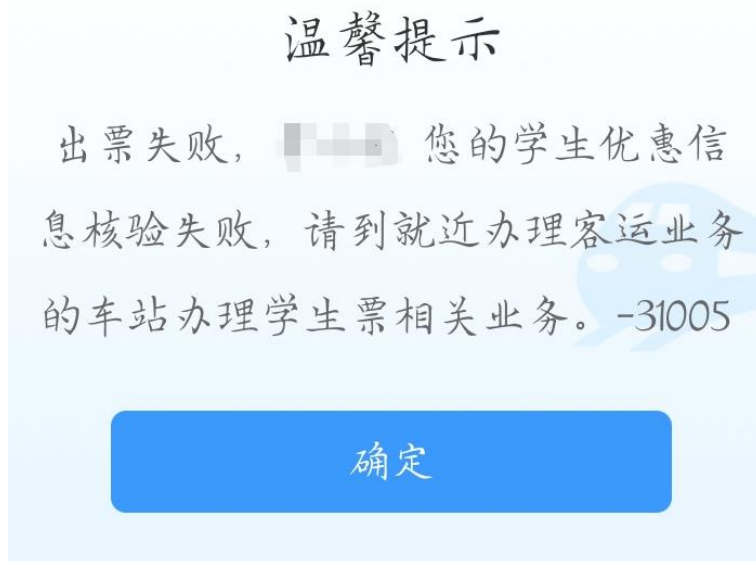 温馨提示
出票失败，您的学生优惠信
息核验失败，请到就近办理客运业务
的车站办理学生票相关业务。-31005
确定